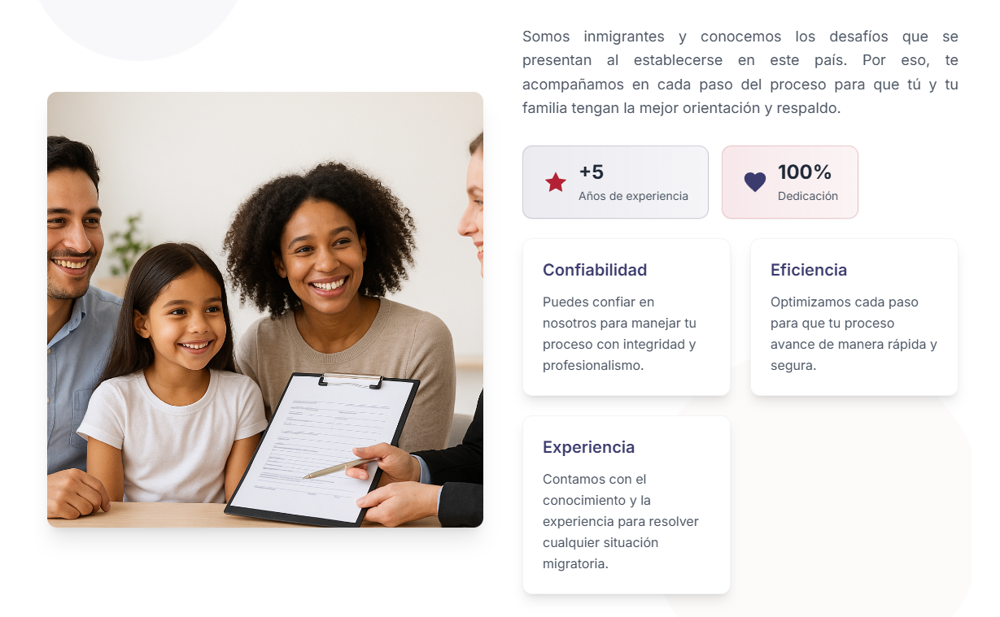 Somos inmigrantes y conocemos los desafíos que se
presentan al establecerse en este país. Por eso, te
acompañamos en cada paso del proceso para que tú y tu
familia tengan la mejor orientación y respaldo.
+5
Años de experiencia
100%
Dedicación
Confiabilidad
Puedes confiar en
nosotros para manejar tu
proceso con integridad y
profesionalismo.
Eficiencia
Optimizamos cada paso
para que tu proceso
avance de manera rápida y
segura.
Experiencia
Contamos con el
conocimiento y la
experiencia para resolver
cualquier situación
migratoria.